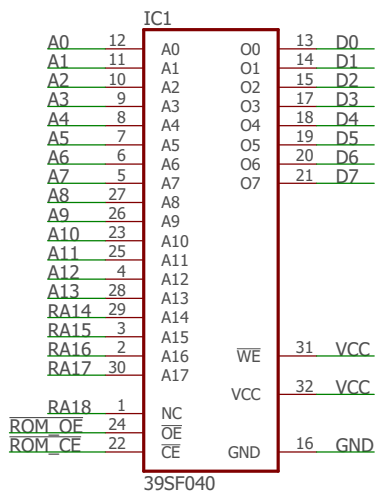 IC1
A0 12 A0 O0 13 D0
A1 11 A1 O1 14 D1
A2 10 A2 O2 15 D2
A3 9 A3 O3 17 D3
A4 8 A4 O4 18 D4
A5 7 A5 O5 19 D5
A6 6 A6 O6 20 D6
A7 5 A7 O7 21 D7
A8 27 A8
A9 26 A9
A10 23 A10
A11 25 A11
A12 4 A12
A13 28 A13
RA14 29 A14
RA15 3 A15
RA16 2 A16 WE 31 VCC
RA17 30 A17
VCC 32 VCC
RA18 1 NC
ROM_OE 24 OE
ROM_CE 22 CE GND 16 GND
39SF040